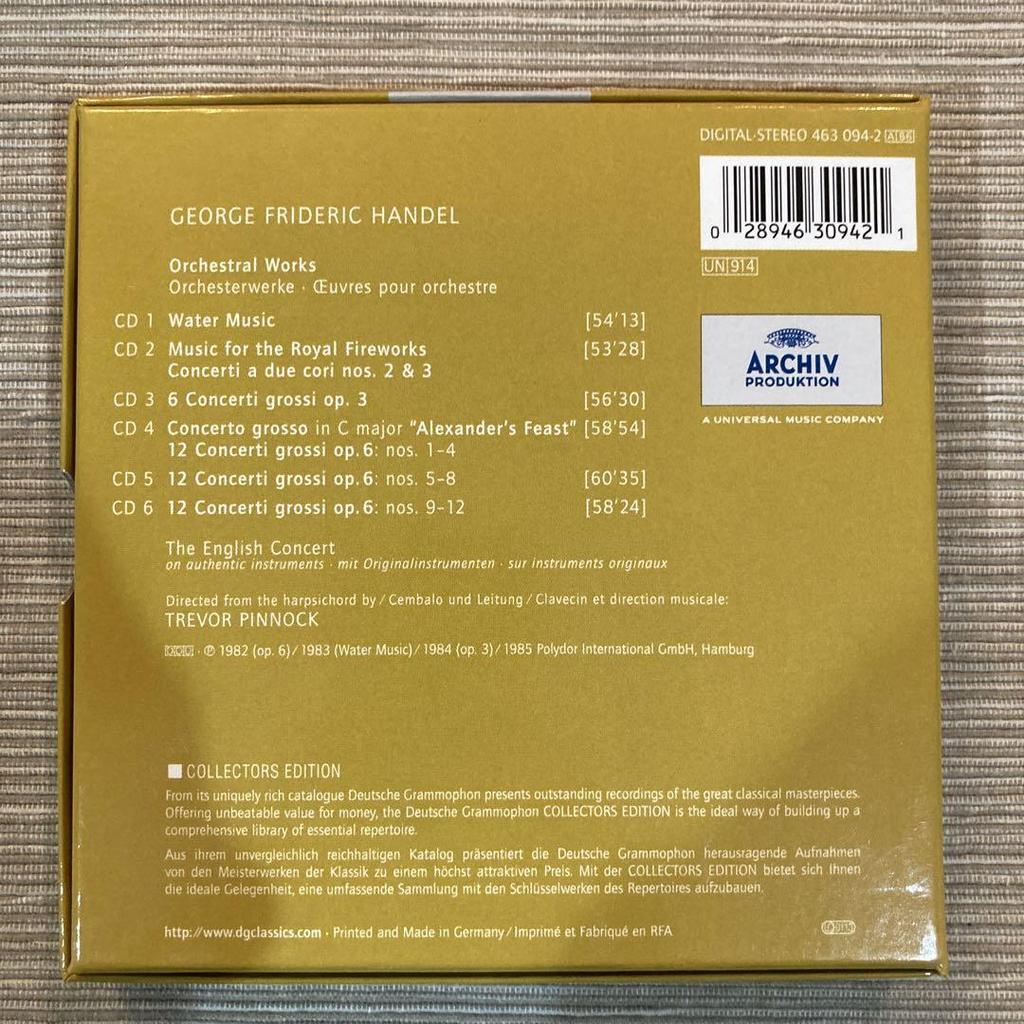 DIGITAL·STEREO 463 094-2
0 28946 30942 1
UN 914
GEORGE FRIDERIC HANDEL
Orchestral Works
Orchesterwerke · Œuvres pour orchestre
CD 1 Water Music [54'13]
CD 2 Music for the Royal Fireworks [53'28]
Concerti a due cori nos. 2 & 3
CD 3 6 Concerti grossi op. 3 [56'30]
CD 4 Concerto grosso in C major "Alexander's Feast" [58'54]
12 Concerti grossi op. 6: nos. 1–4
CD 5 12 Concerti grossi op. 6: nos. 5–8 [60'35]
CD 6 12 Concerti grossi op. 6: nos. 9–12 [58'24]
ARCHIV
PRODUKTION
A UNIVERSAL MUSIC COMPANY
The English Concert
on authentic instruments · mit Originalinstrumenten · sur instruments originaux
Directed from the harpsichord by / Cembalo und Leitung / Clavecin et direction musicale:
TREVOR PINNOCK
DDD · ℗ 1982 (op. 6) / 1983 (Water Music) / 1984 (op. 3) / 1985 Polydor International GmbH, Hamburg
COLLECTORS EDITION
From its uniquely rich catalogue Deutsche Grammophon presents outstanding recordings of the great classical masterpieces.
Offering unbeatable value for money, the Deutsche Grammophon COLLECTORS EDITION is the ideal way of building up a
comprehensive library of essential repertoire.
Aus ihrem unvergleichlich reichhaltigen Katalog präsentiert die Deutsche Grammophon herausragende Aufnahmen
von den Meisterwerken der Klassik zu einem höchst attraktiven Preis. Mit der COLLECTORS EDITION bietet sich Ihnen
die ideale Gelegenheit, eine umfassende Sammlung mit den Schlüsselwerken des Repertoires aufzubauen.
http://www.dgclassics.com · Printed and Made in Germany / Imprimé et Fabriqué en RFA